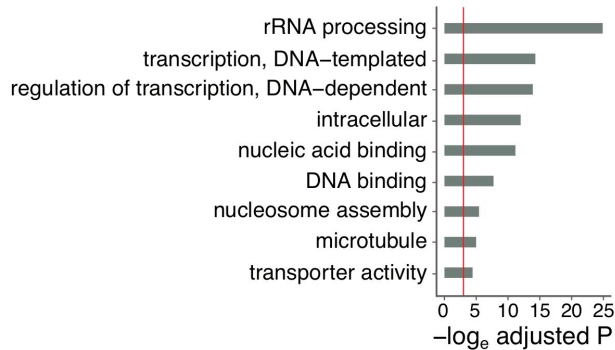 rRNA processing
transcription, DNA−templated
regulation of transcription, DNA−dependent
intracellular
nucleic acid binding
DNA binding
nucleosome assembly
microtubule
transporter activity
0 5 10 15 20 25
−logₑ adjusted P